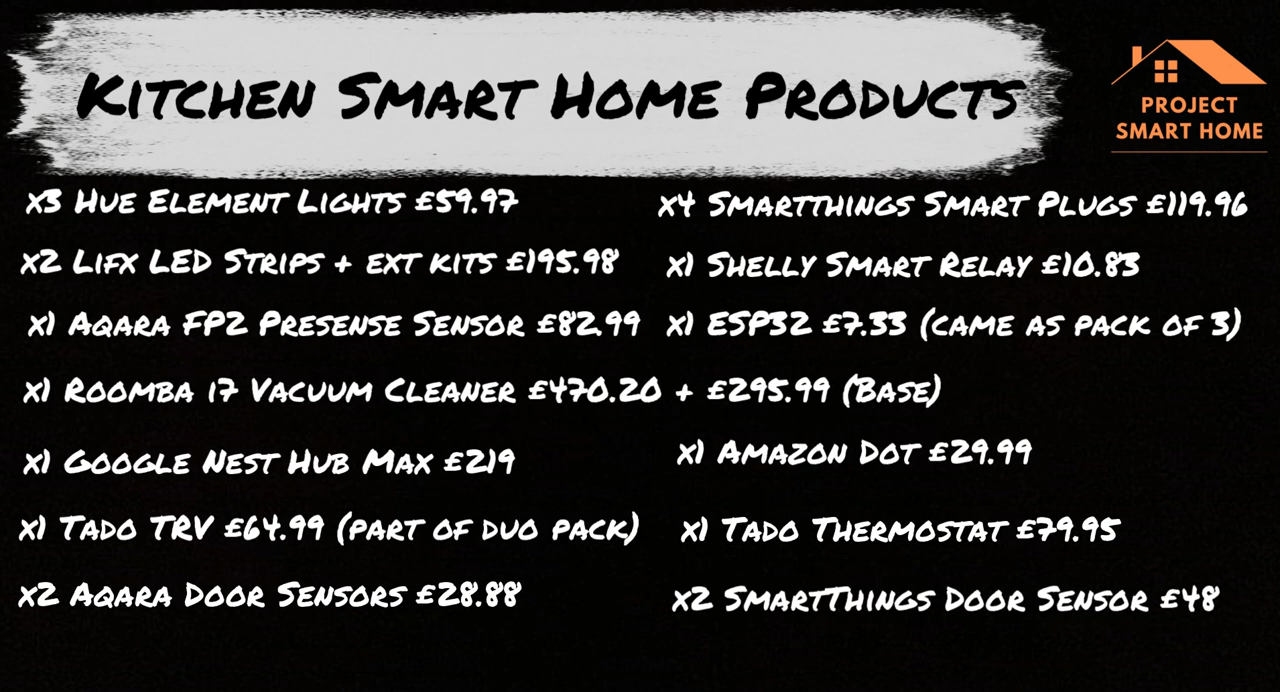 Kitchen Smart Home Products
PROJECT
SMART HOME
x3 Hue Element Lights £59.97
x4 Smartthings Smart Plugs £119.96
x2 Lifx LED Strips + ext kits £195.98
x1 Shelly Smart Relay £10.83
x1 Aqara FP2 Presense Sensor £82.99
x1 ESP32 £7.33 (came as pack of 3)
x1 Roomba i7 Vacuum Cleaner £470.20 + £295.99 (Base)
x1 Google Nest Hub Max £219
x1 Amazon Dot £29.99
x1 Tado TRV £64.99 (part of duo pack)
x1 Tado Thermostat £79.95
x2 Aqara Door Sensors £28.88
x2 SmartThings Door Sensor £48